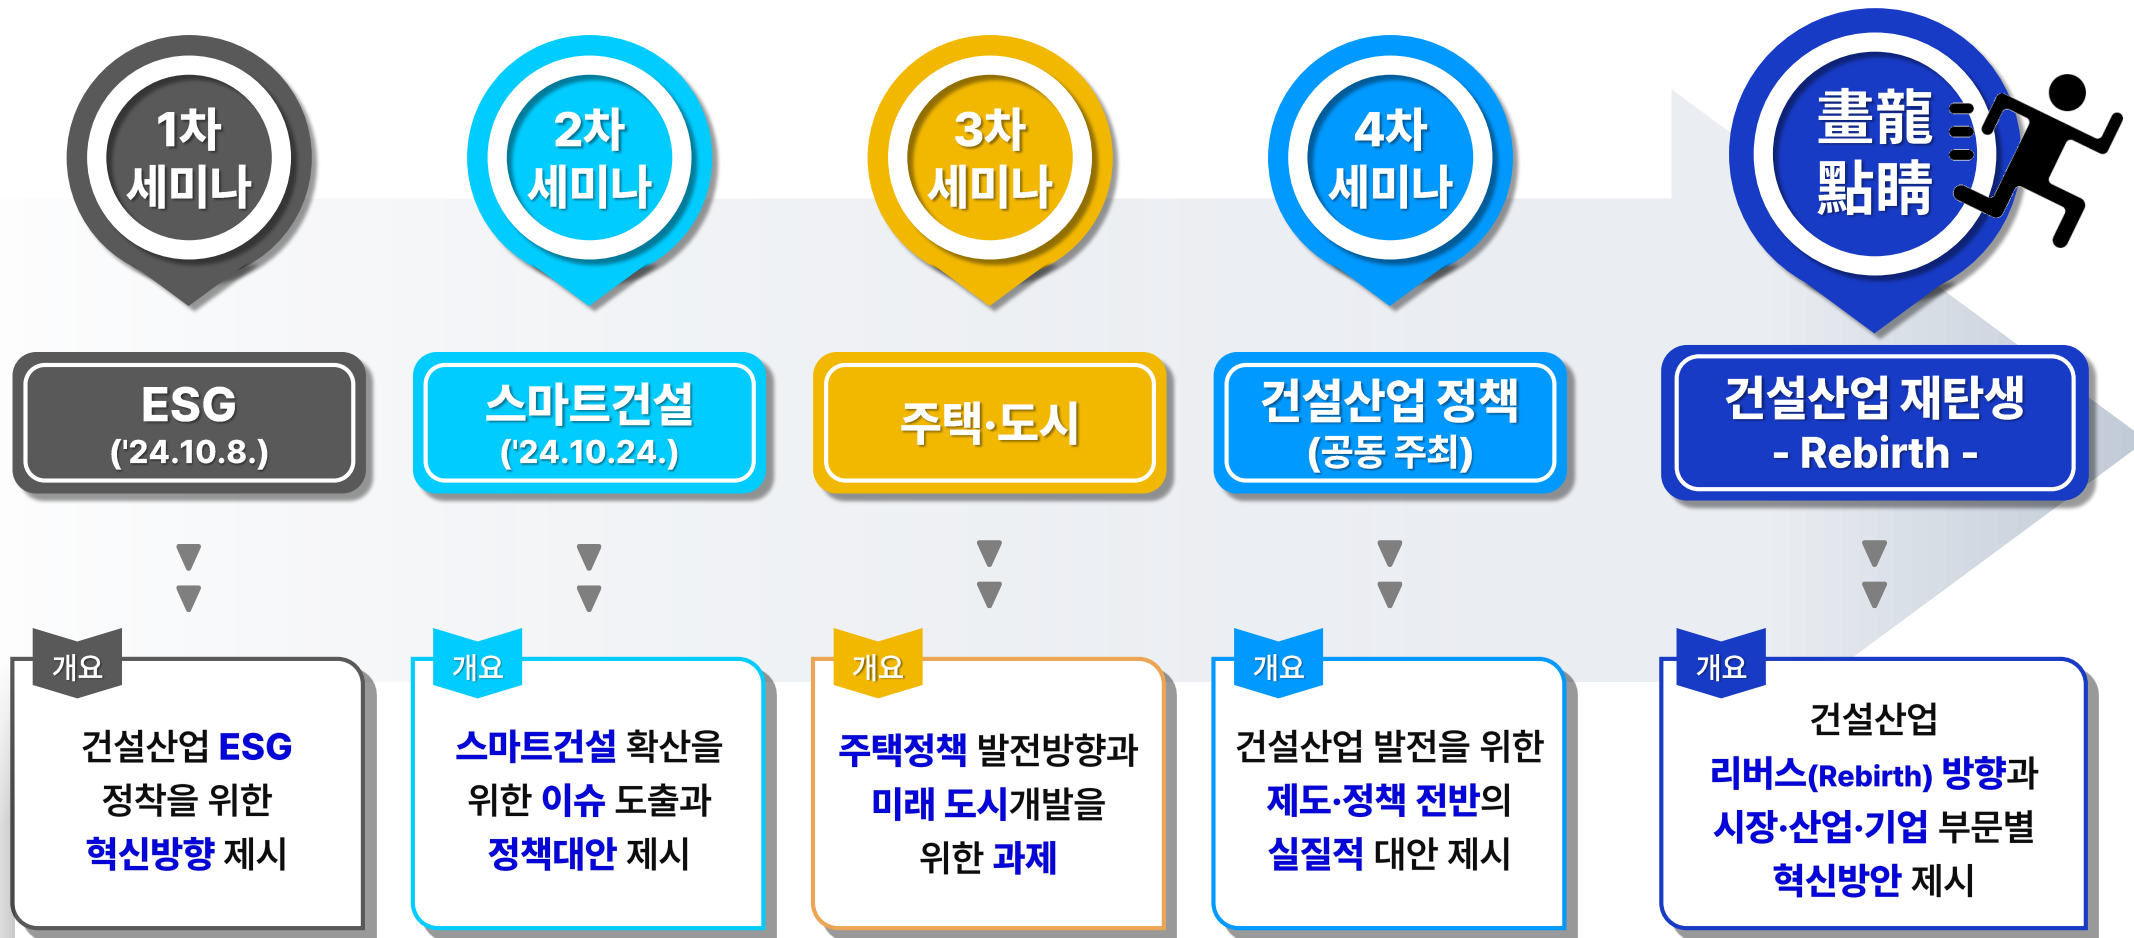 1차
세미나
ESG
('24.10.8.)
개요
건설산업 ESG
정착을 위한
혁신방향 제시
2차
세미나
스마트건설
('24.10.24.)
개요
스마트건설 확산을
위한 이슈 도출과
정책대안 제시
3차
세미나
주택·도시
개요
주택정책 발전방향과
미래 도시개발을
위한 과제
4차
세미나
건설산업 정책
(공동 주최)
개요
건설산업 발전을 위한
제도·정책 전반의
실질적 대안 제시
畫龍
點睛
건설산업 재탄생
- Rebirth -
개요
건설산업
리버스(Rebirth) 방향과
시장·산업·기업 부문별
혁신방안 제시